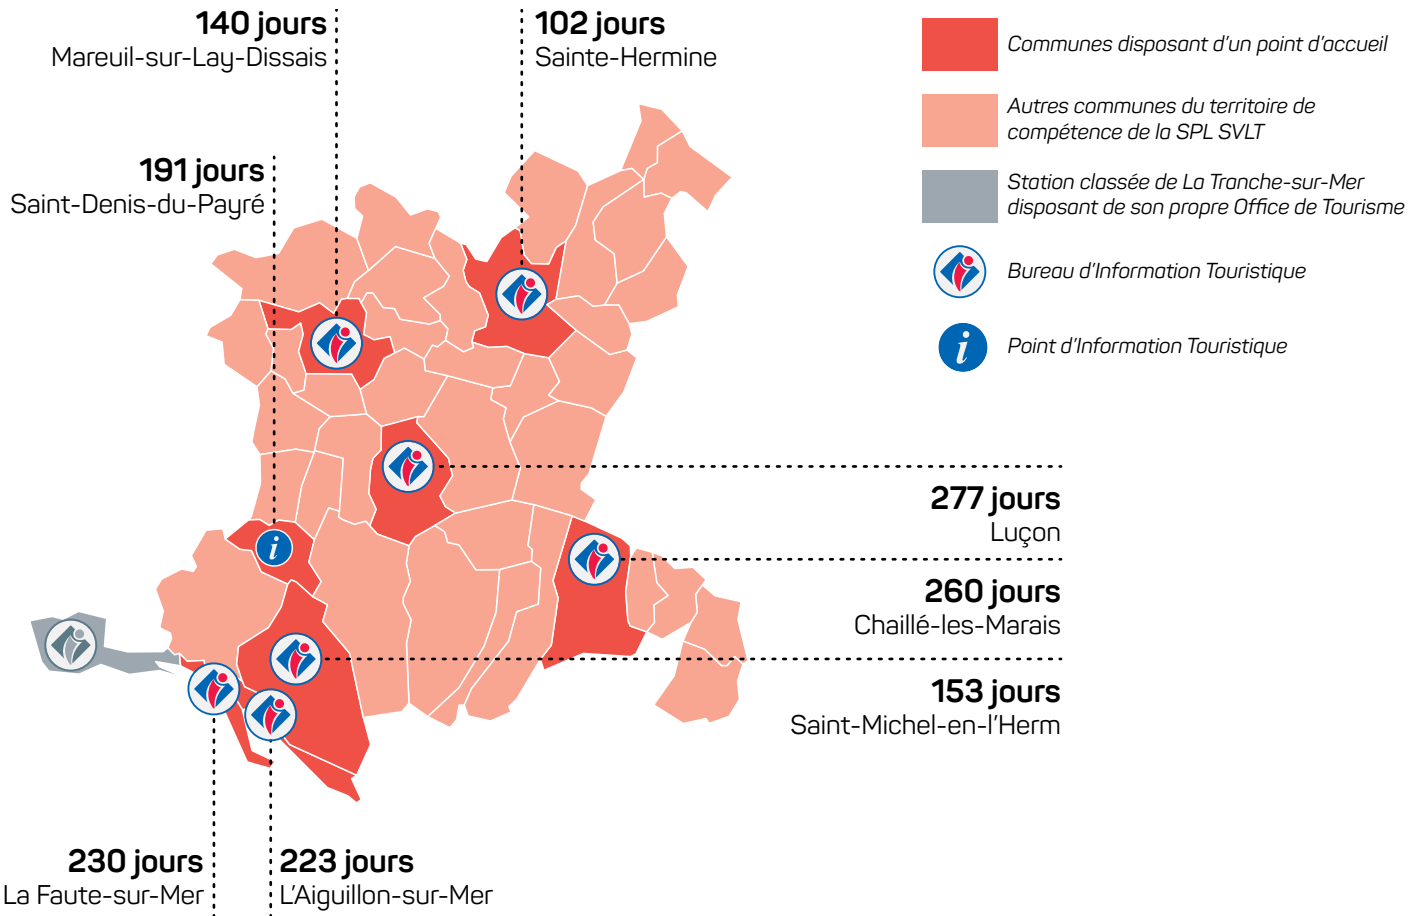 140 jours
Mareuil-sur-Lay-Dissais
102 jours
Sainte-Hermine
191 jours
Saint-Denis-du-Payré
Communes disposant d'un point d'accueil
Autres communes du territoire de
compétence de la SPL SVLT
Station classée de La Tranche-sur-Mer
disposant de son propre Office de Tourisme
Bureau d'Information Touristique
i
Point d'Information Touristique
i
277 jours
Luçon
260 jours
Chaillé-les-Marais
153 jours
Saint-Michel-en-l'Herm
230 jours
La Faute-sur-Mer
223 jours
L'Aiguillon-sur-Mer